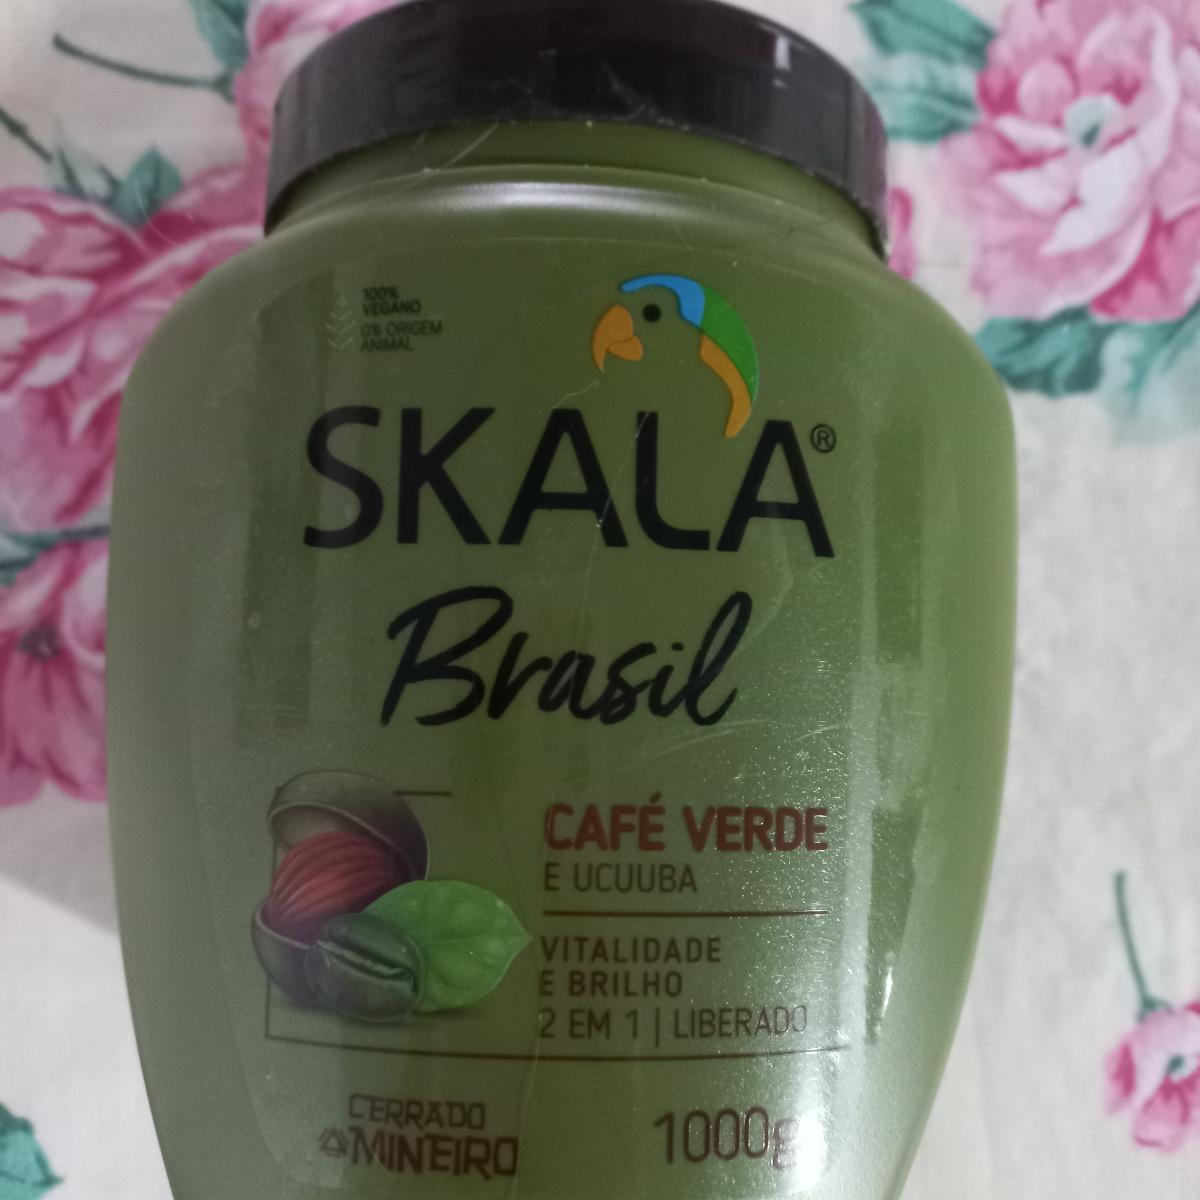 100%
VEGANO
0% ORIGEM
ANIMAL
SKALA®
Brasil
CAFÉ VERDE
E UCUUBA
VITALIDADE
E BRILHO
2 EM 1 | LIBERADO
CERRADO
MINEIRO
1000g